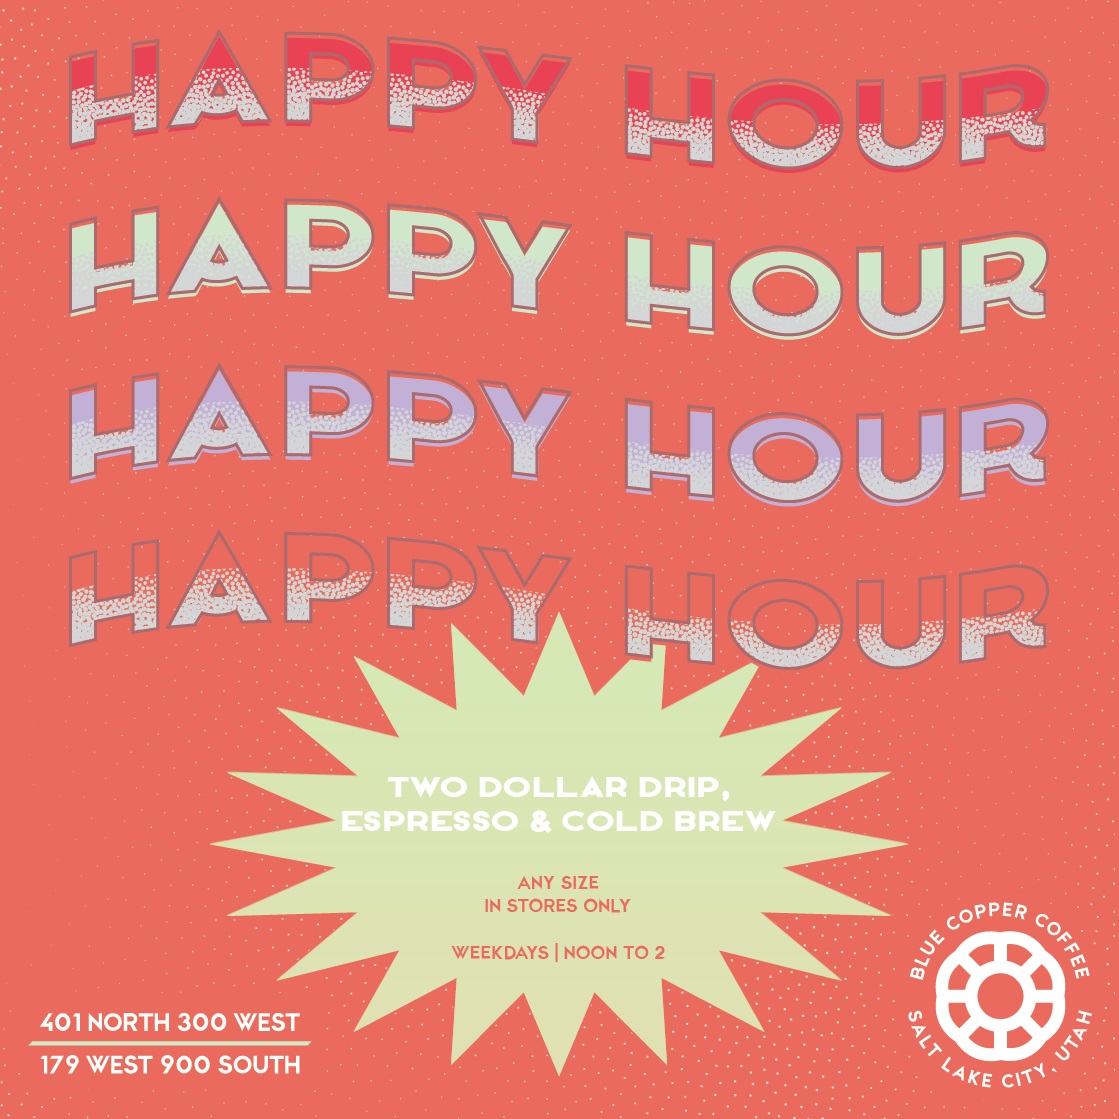 HAPPY HOUR
HAPPY HOUR
HAPPY HOUR
HAPPY HOUR
TWO DOLLAR DRIP,
ESPRESSO & COLD BREW
ANY SIZE
IN STORES ONLY
WEEKDAYS | NOON TO 2
401 NORTH 300 WEST
179 WEST 900 SOUTH
BLUE COPPER COFFEE
SALT LAKE CITY, UTAH